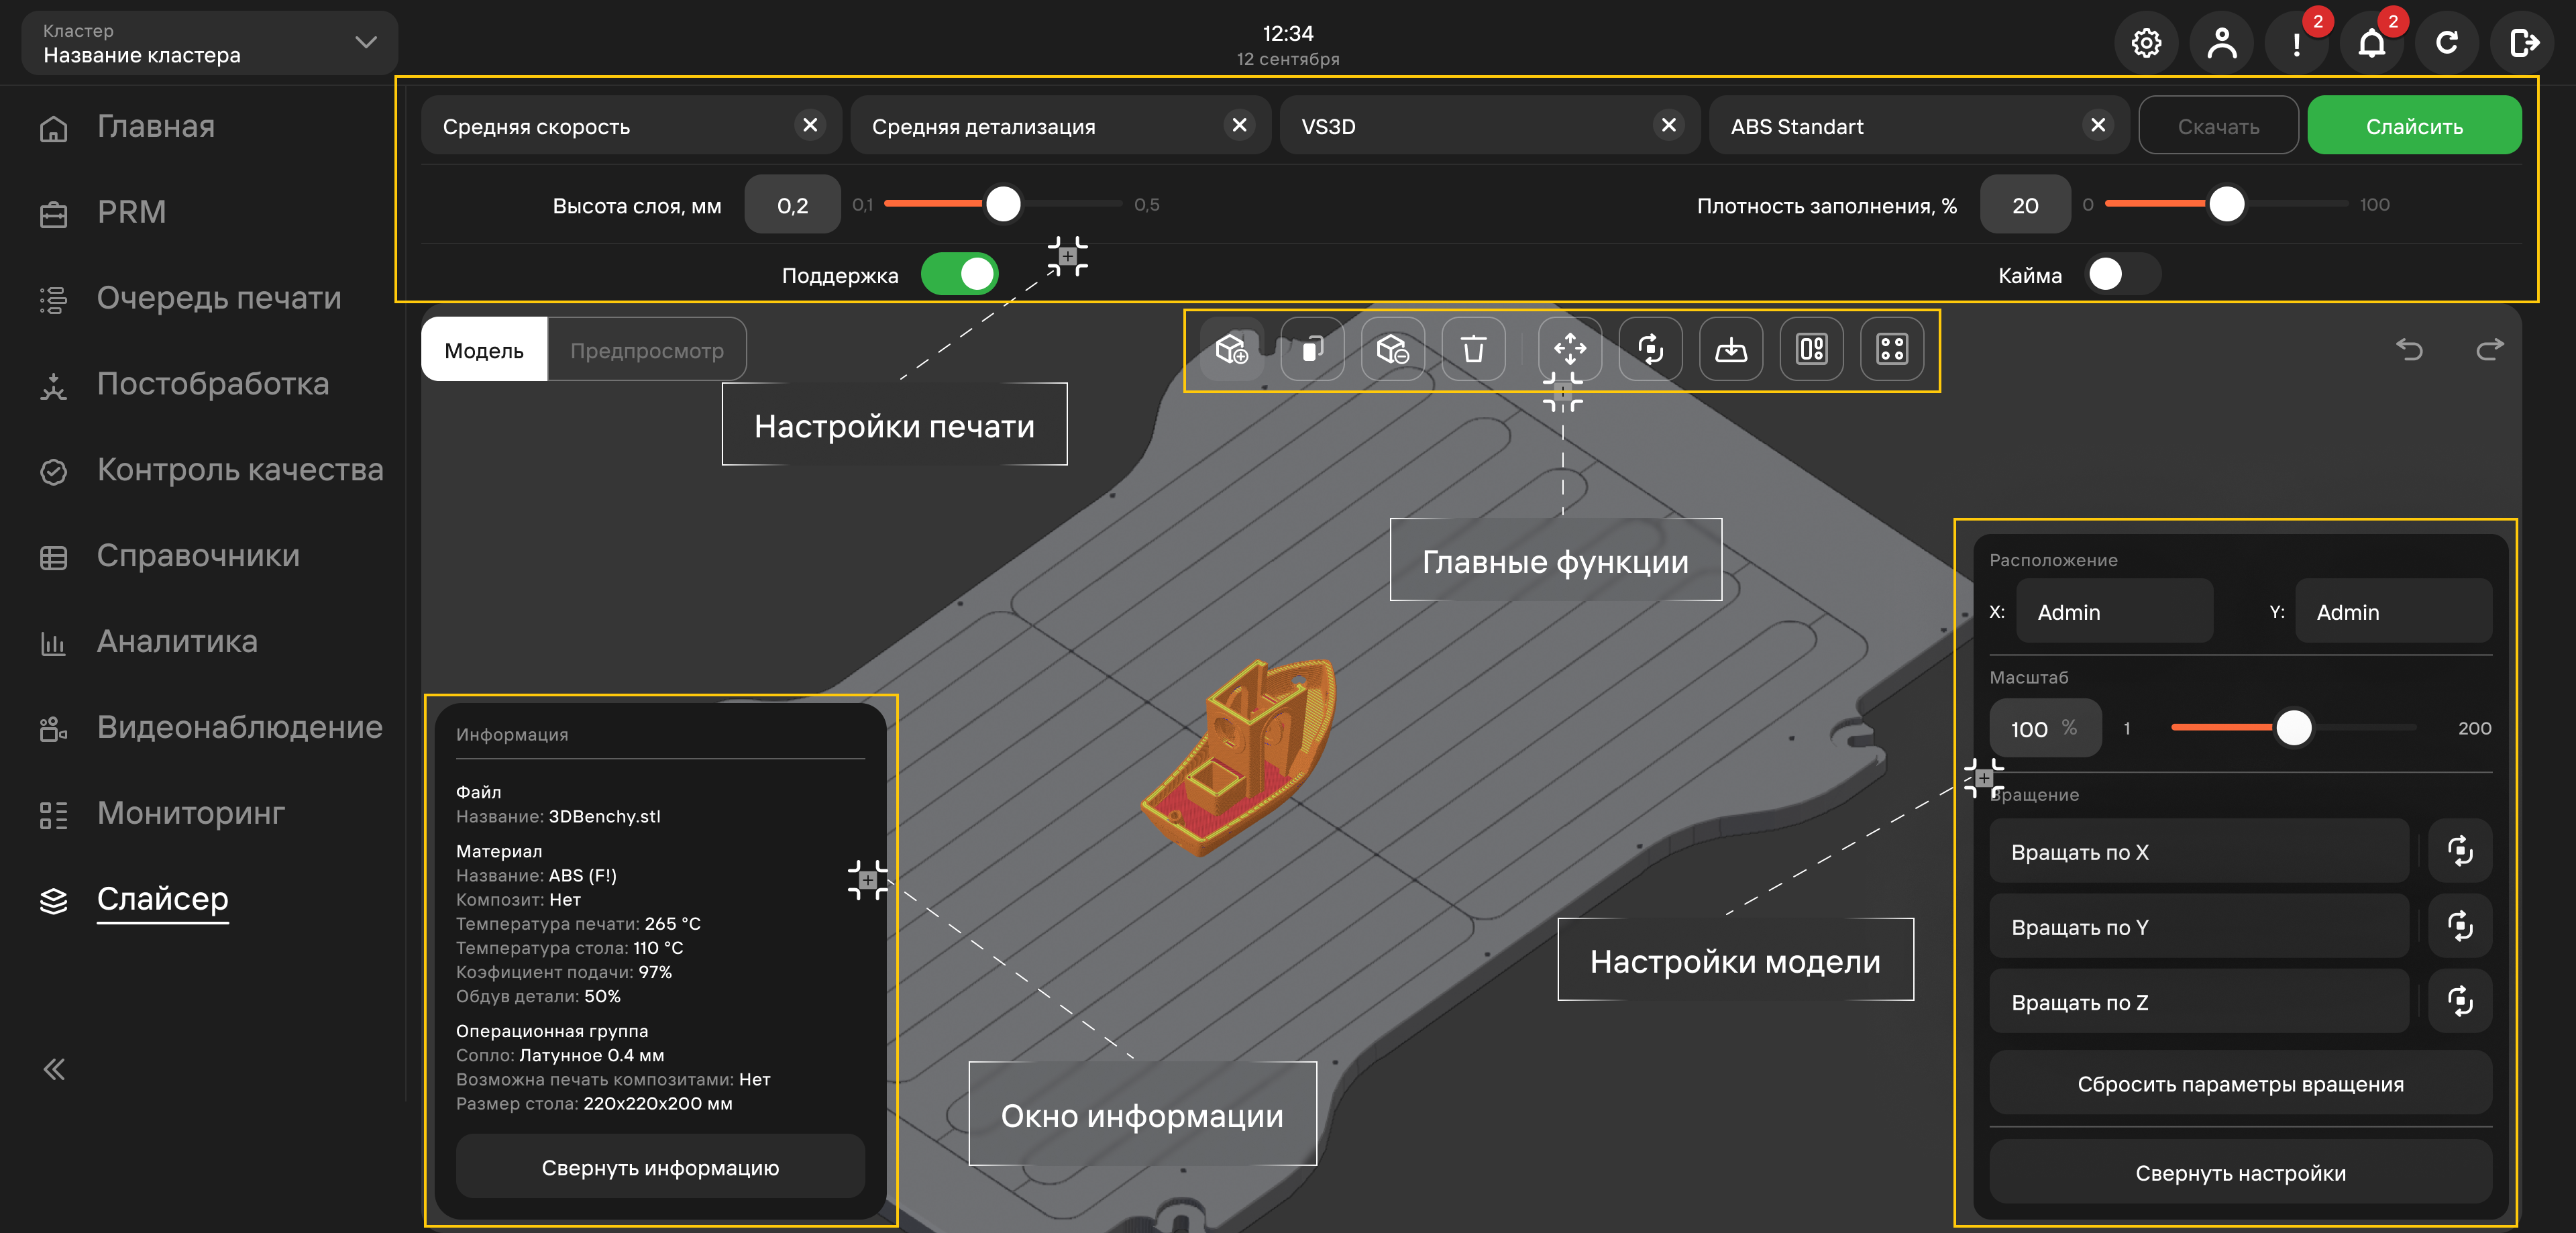 Кластер
Название кластера
12:34
12 сентября
2
2
Главная
PRM
Очередь печати
Постобработка
Контроль качества
Справочники
Аналитика
Видеонаблюдение
Мониторинг
Слайсер
Средняя скорость
Средняя детализация
VS3D
ABS Standart
Скачать
Слайсить
Высота слоя, мм
0,2
0,1
0,5
Плотность заполнения, %
20
0
100
Поддержка
Кайма
Модель
Предпросмотр
Настройки печати
Главные функции
Информация
Файл
Название: 3DBenchy.stl
Материал
Название: ABS (F!)
Композит: Нет
Температура печати: 265 °C
Температура стола: 110 °C
Коэфициент подачи: 97%
Обдув детали: 50%
Операционная группа
Сопло: Латунное 0.4 мм
Возможна печать композитами: Нет
Размер стола: 220x220x200 мм
Свернуть информацию
Окно информации
Настройки модели
Расположение
X:
Admin
Y:
Admin
Масштаб
100 %
1
200
Вращение
Вращать по X
Вращать по Y
Вращать по Z
Сбросить параметры вращения
Свернуть настройки